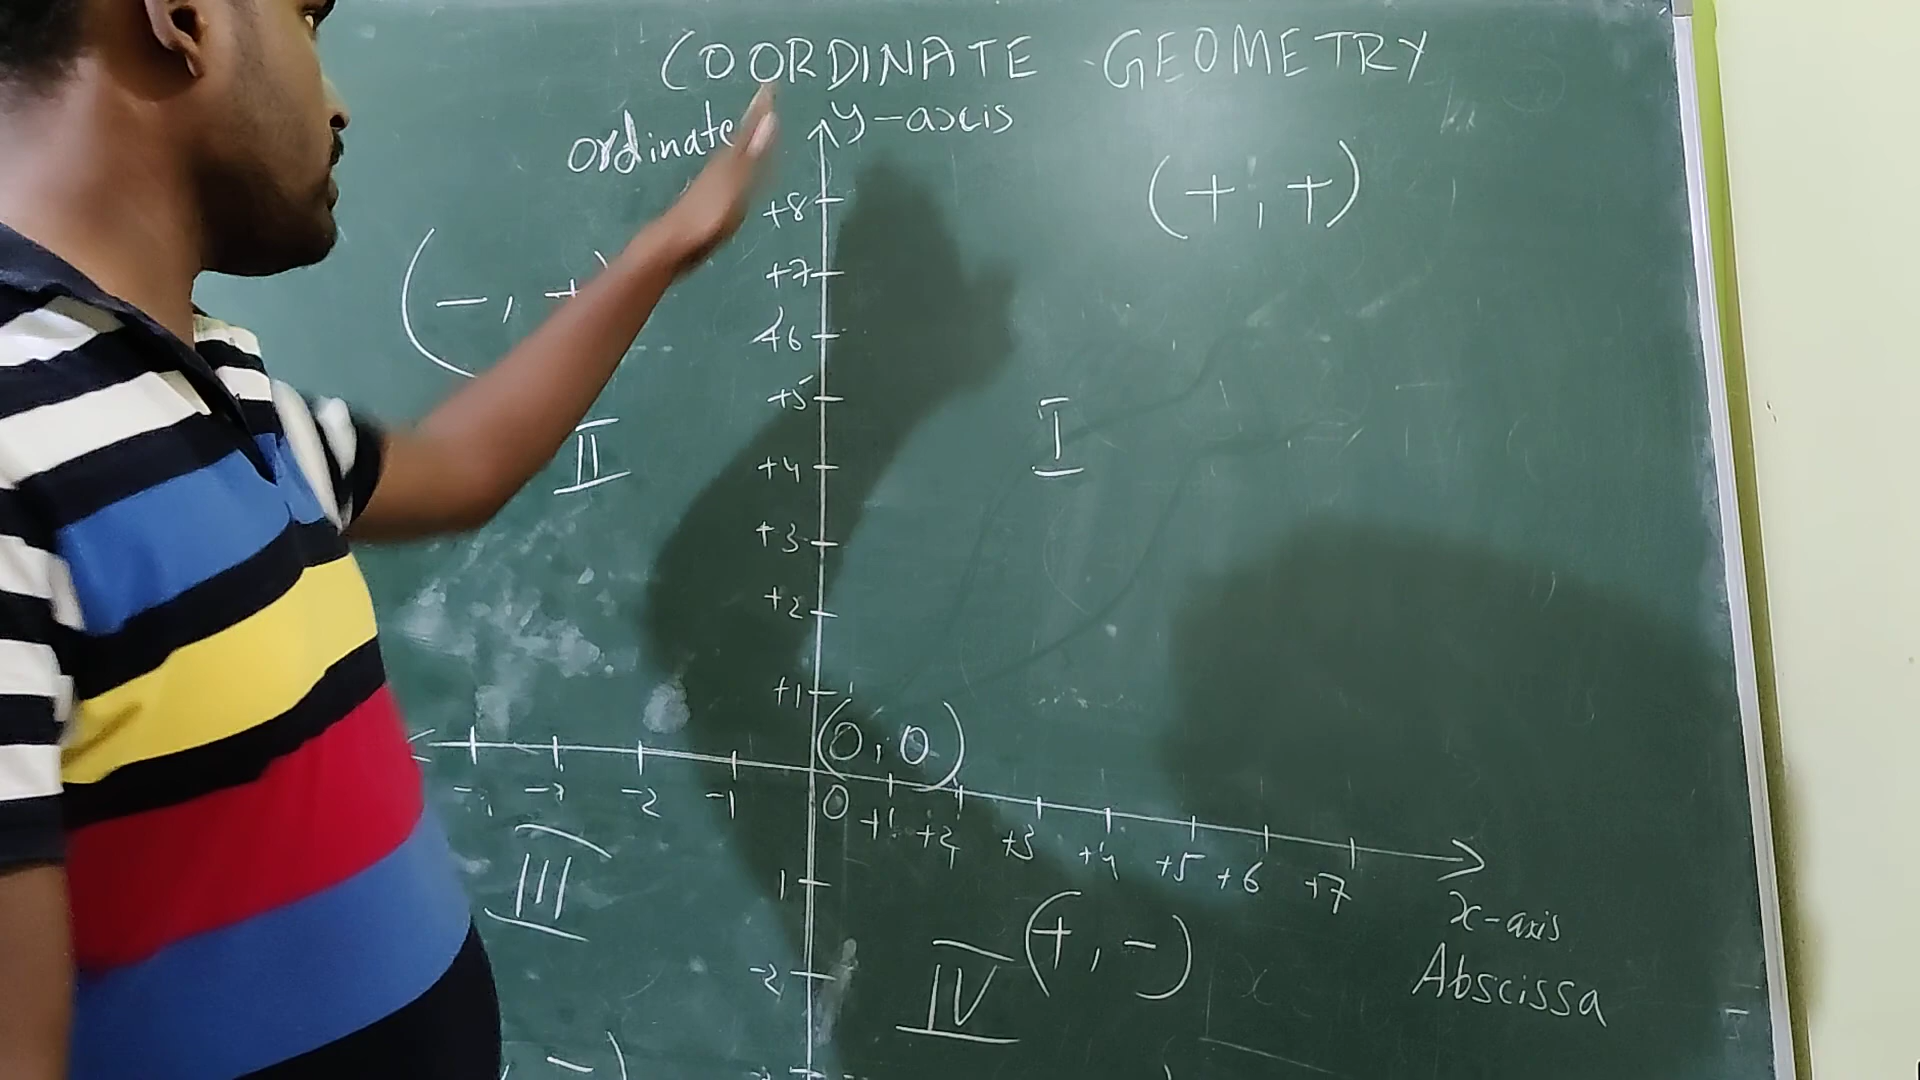 COORDINATE GEOMETRY
ordinate y-axis
(+, +)
+8
(-, +)
+7
+6
+5
I
II
+4
+3
+2
+1
(0,0)
-3 -2 -1 0 +1 +2 +3 +4 +5 +6 +7
III
1
x-axis
(+, -)
IV
-2
Abscissa
-)